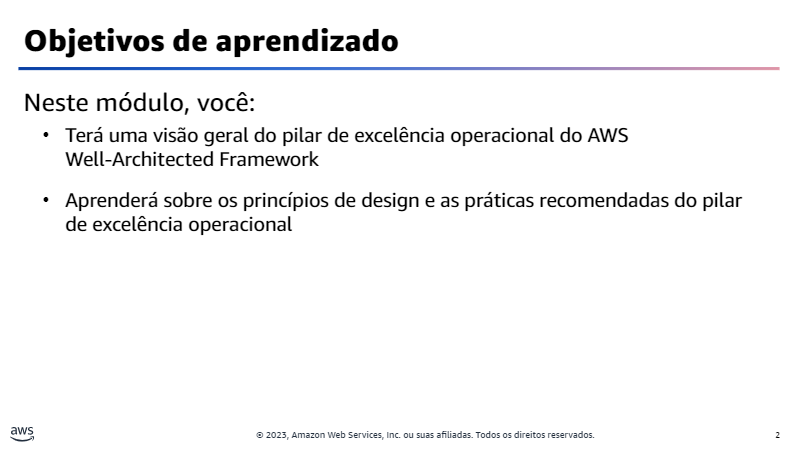 Objetivos de aprendizado
Neste módulo, você:
• Terá uma visão geral do pilar de excelência operacional do AWS
Well-Architected Framework
• Aprenderá sobre os princípios de design e as práticas recomendadas do pilar
de excelência operacional
aws
© 2023, Amazon Web Services, Inc. ou suas afiliadas. Todos os direitos reservados.
2